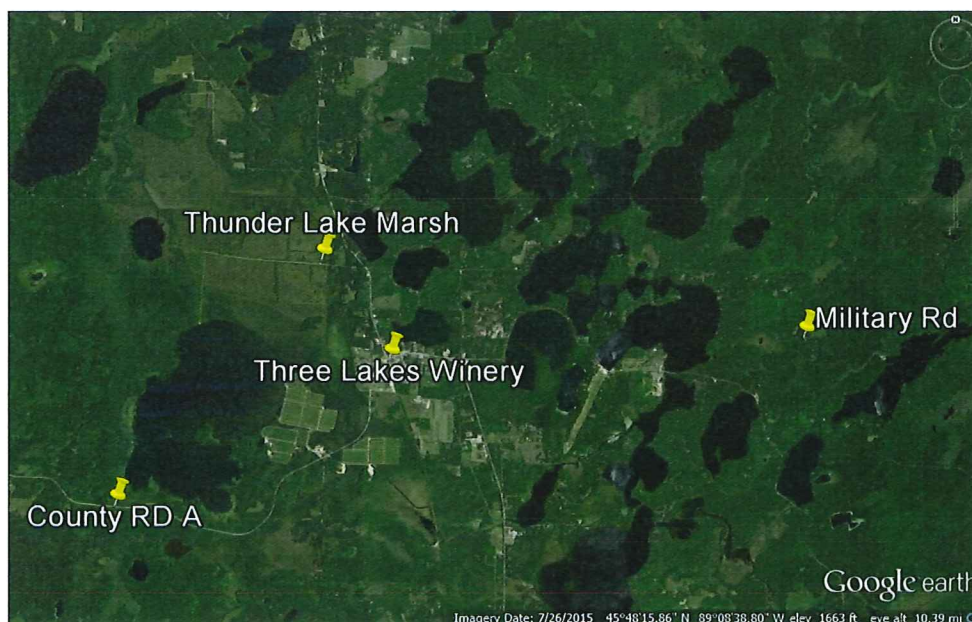 N
Thunder Lake Marsh
Military Rd
Three Lakes Winery
County RD A
Google earth
Imagery Date: 7/26/2015 45°48'15.86" N 89°08'38.80" W elev 1663 ft eye alt 10.39 mi